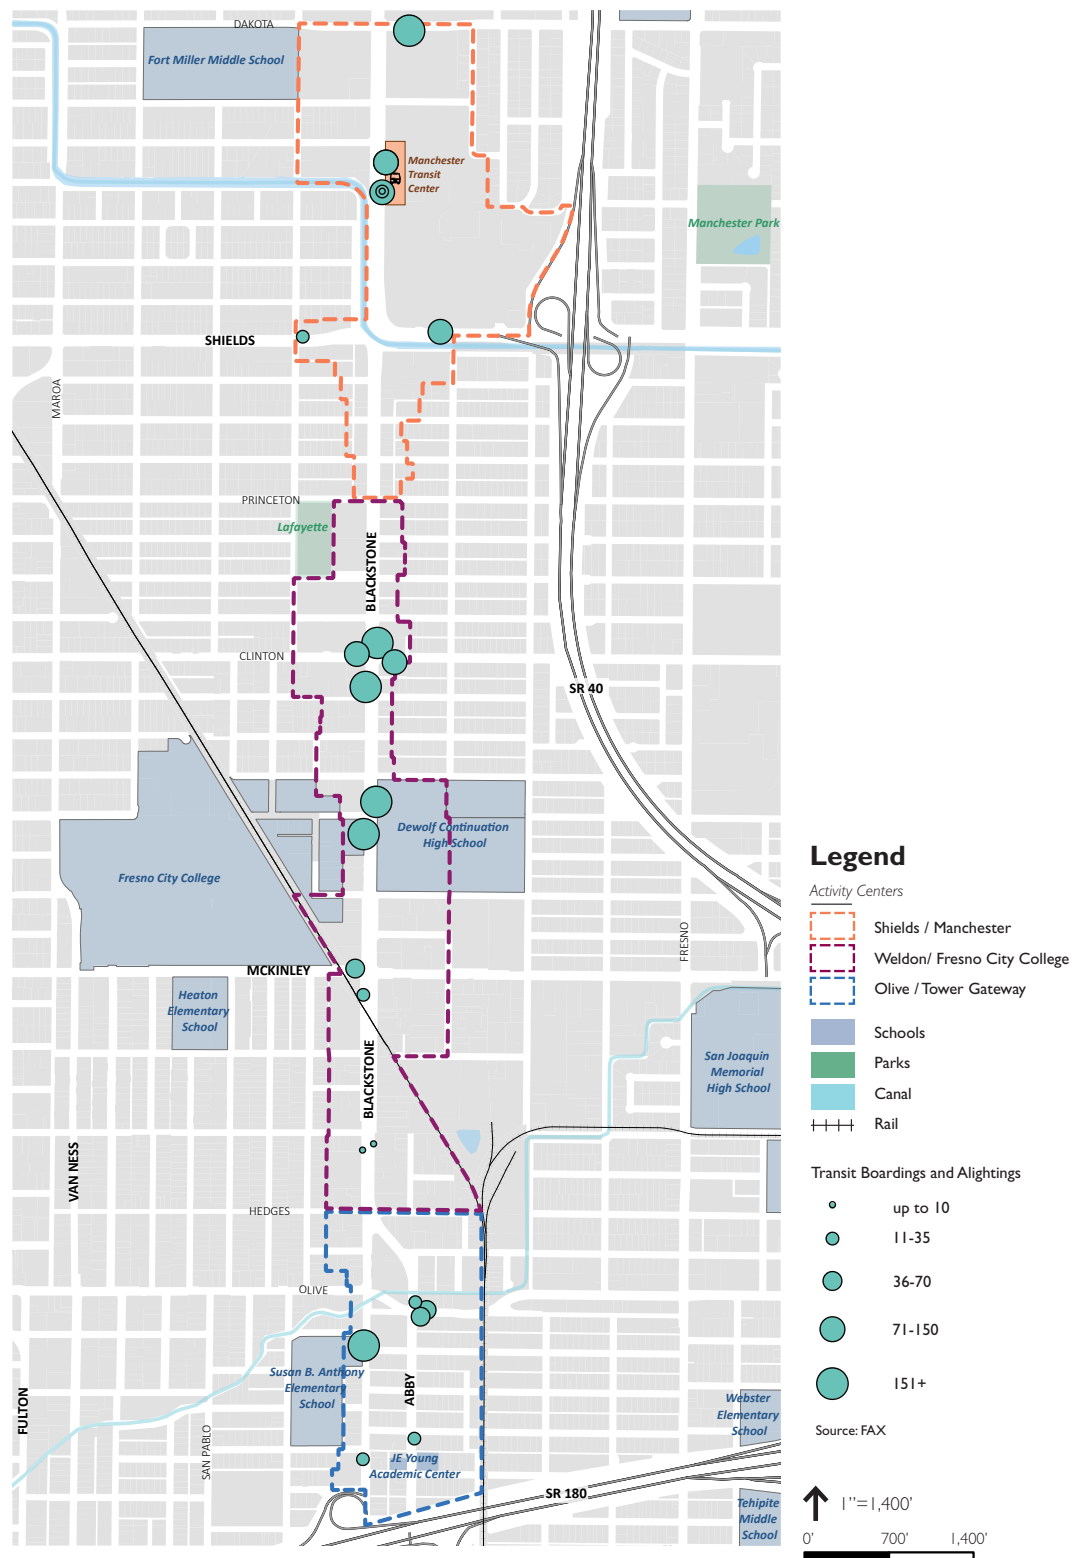 DAKOTA
Fort Miller Middle School
Manchester
Transit
Center
Manchester Park
SHIELDS
MAROA
PRINCETON
Lafayette
BLACKSTONE
CLINTON
SR 40
Dewolf Continuation
High School
Fresno City College
FRESNO
MCKINLEY
Heaton
Elementary
School
San Joaquin
Memorial
High School
BLACKSTONE
VAN NESS
HEDGES
OLIVE
Susan B. Anthony
Elementary
School
ABBY
FULTON
SAN PABLO
JE Young
Academic Center
Webster
Elementary
School
SR 180
Tehipite
Middle
School
Legend
Activity Centers
Shields / Manchester
Weldon/ Fresno City College
Olive / Tower Gateway
Schools
Parks
Canal
Rail
Transit Boardings and Alightings
up to 10
11-35
36-70
71-150
151+
Source: FAX
1"=1,400'
0' 700' 1,400'